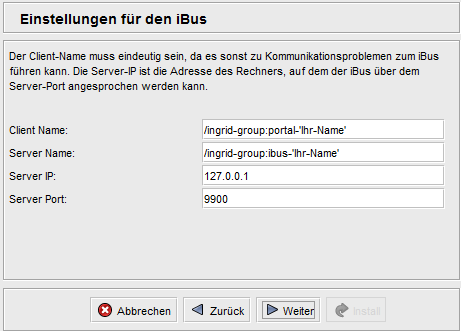 Einstellungen für den iBus
Der Client-Name muss eindeutig sein, da es sonst zu Kommunikationsproblemen zum iBus
führen kann. Die Server-IP ist die Adresse des Rechners, auf dem der iBus über dem
Server-Port angesprochen werden kann.
Client Name: /ingrid-group:portal-'Ihr-Name'
Server Name: /ingrid-group:ibus-'Ihr-Name'
Server IP: 127.0.0.1
Server Port: 9900
Abbrechen Zurück Weiter Install